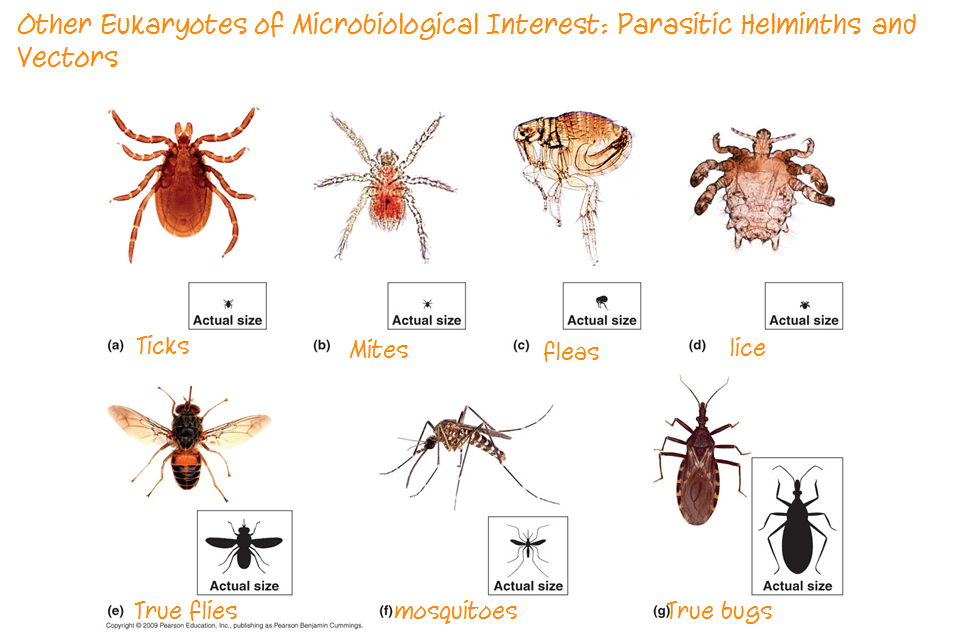 Other Eukaryotes of Microbiological Interest: Parasitic Helminths and
Vectors
Actual size
Actual size
Actual size
Actual size
(a) Ticks
(b) Mites
(c) fleas
(d) lice
Actual size
Actual size
Actual size
(e) True flies
(f) mosquitoes
(g) True bugs
Copyright © 2009 Pearson Education, Inc., publishing as Pearson Benjamin Cummings.